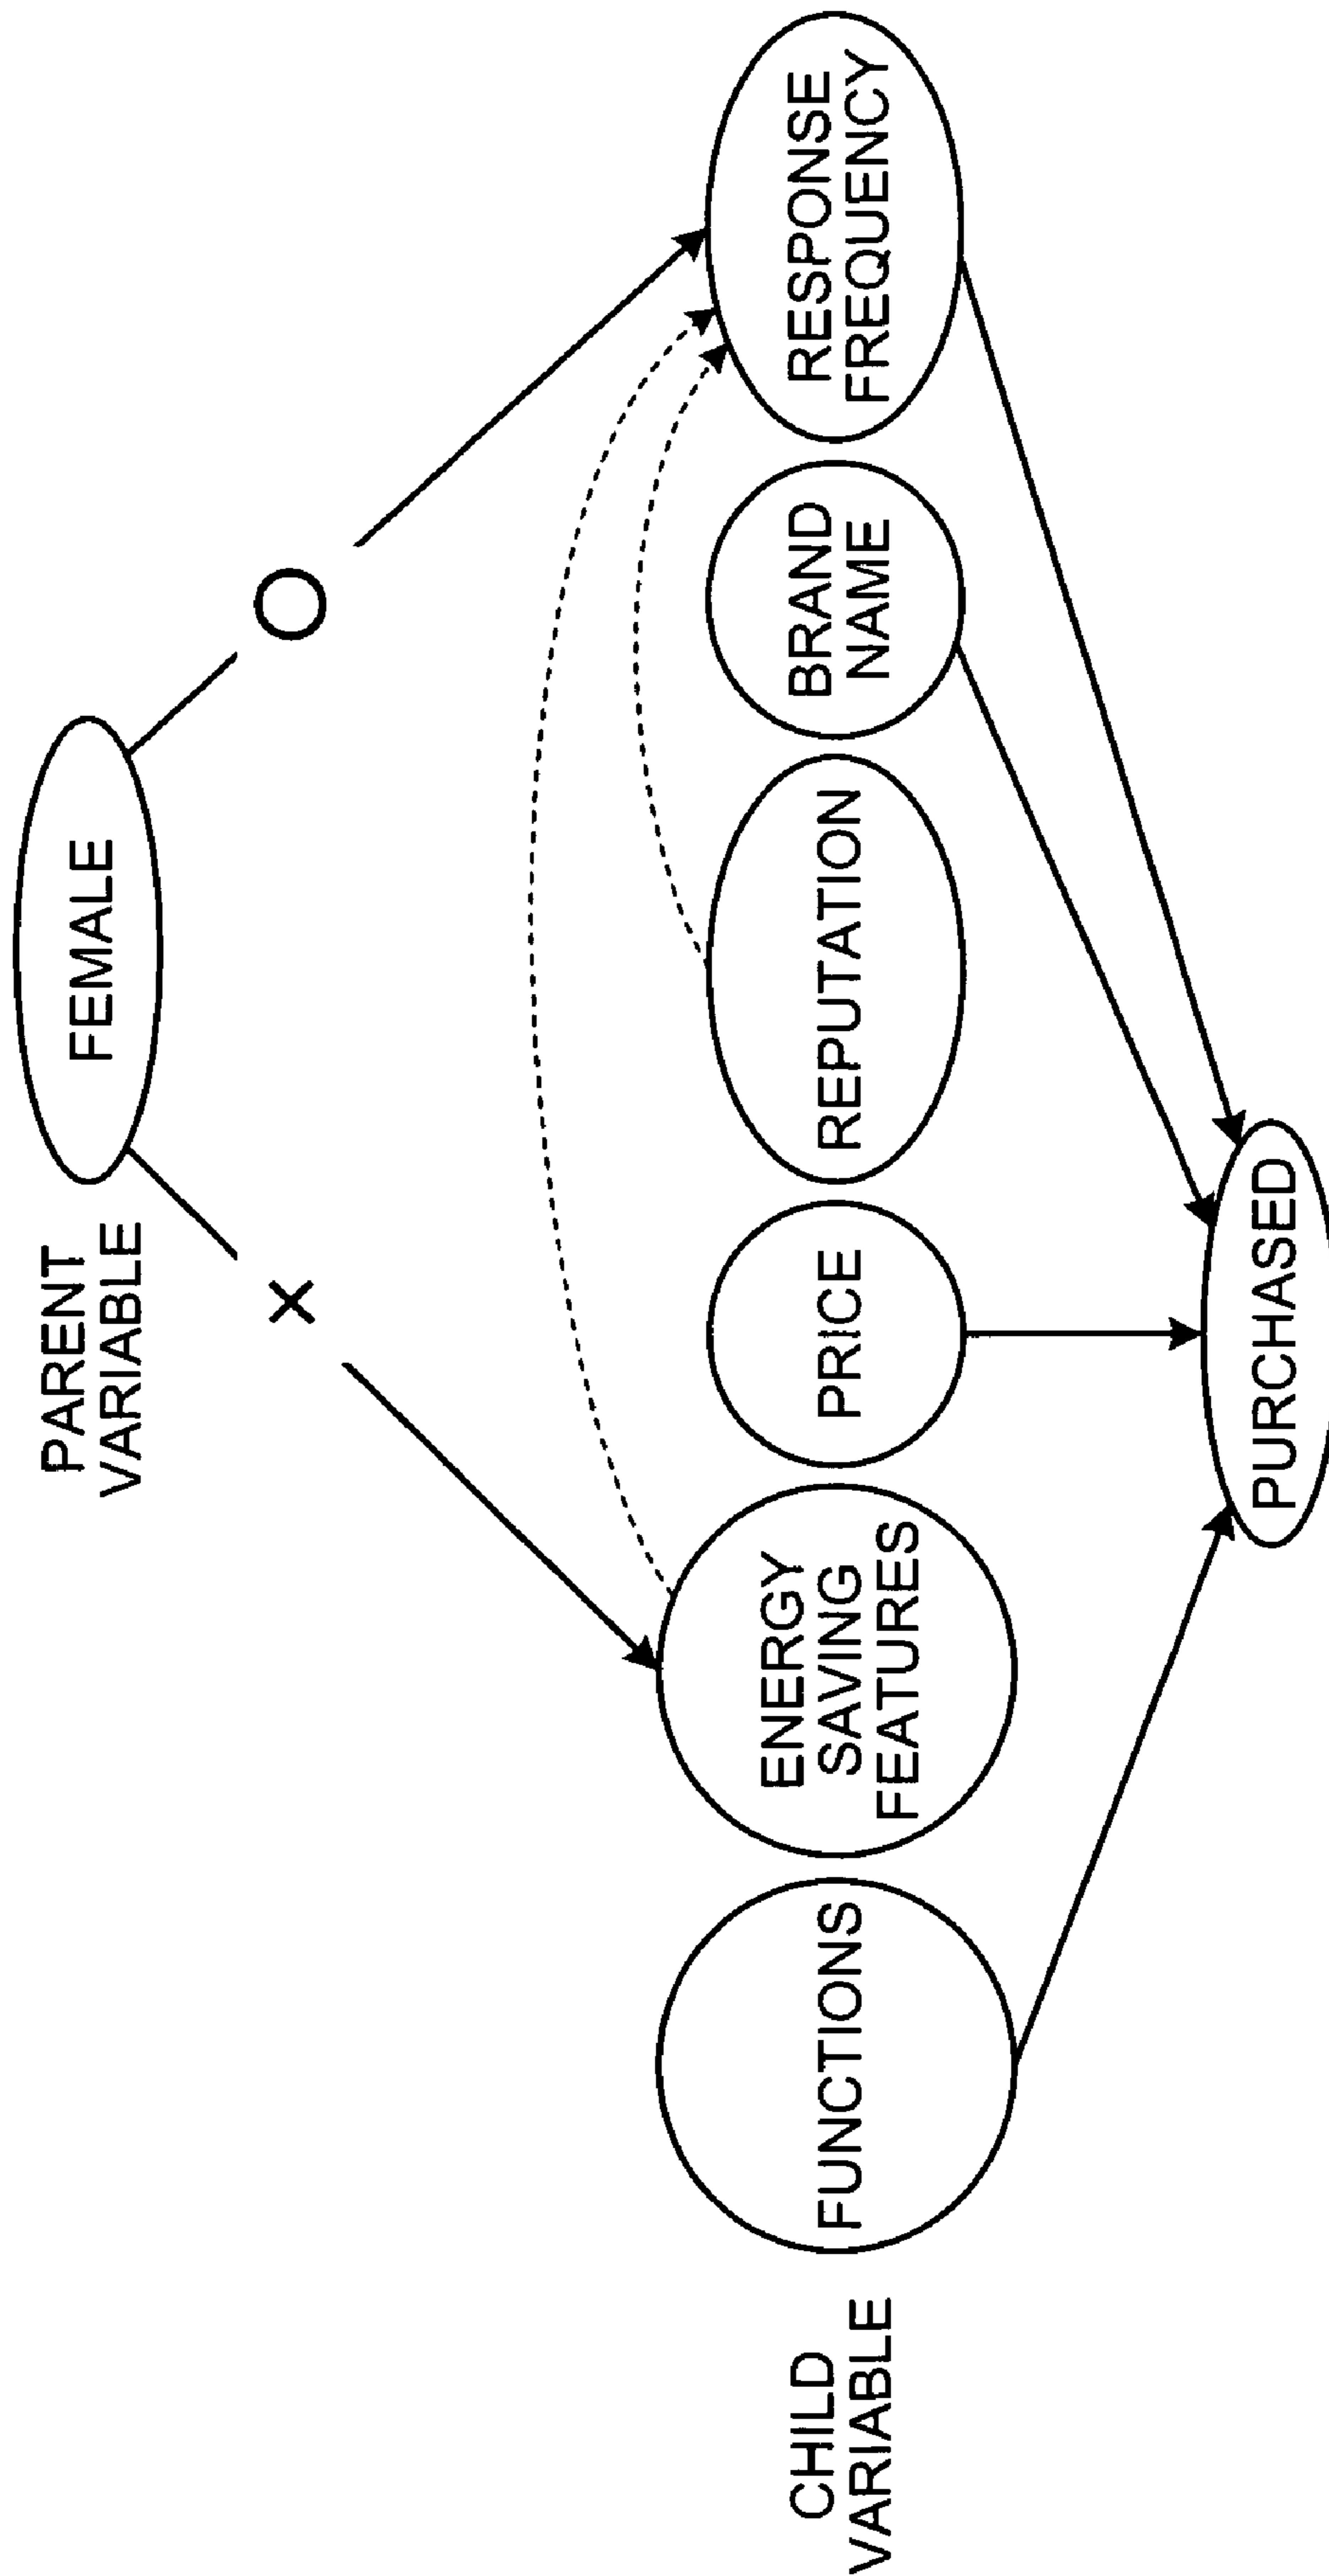 PARENT
VARIABLE
FEMALE
×
○
CHILD
VARIABLE
FUNCTIONS
ENERGY
SAVING
FEATURES
PRICE
REPUTATION
BRAND
NAME
RESPONSE
FREQUENCY
PURCHASED